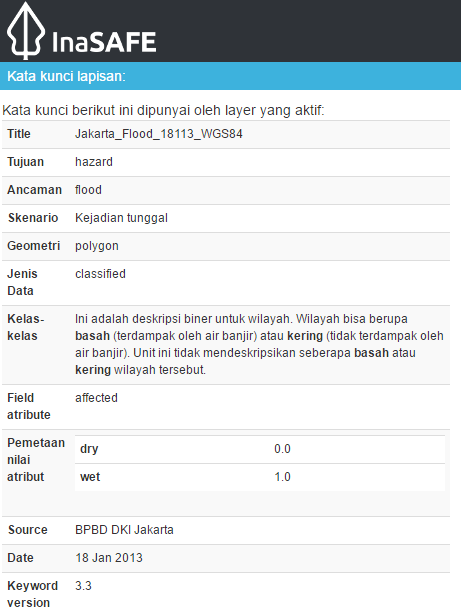 InaSAFE
Kata kunci lapisan:
Kata kunci berikut ini dipunyai oleh layer yang aktif:
Title Jakarta_Flood_18113_WGS84
Tujuan hazard
Ancaman flood
Skenario Kejadian tunggal
Geometri polygon
Jenis classified
Data
Kelas- Ini adalah deskripsi biner untuk wilayah. Wilayah bisa berupa
kelas basah (terdampak oleh air banjir) atau kering (tidak terdampak oleh
air banjir). Unit ini tidak mendeskripsikan seberapa basah atau
kering wilayah tersebut.
Field affected
atribute
Pemetaan dry 0.0
nilai
atribut wet 1.0
Source BPBD DKI Jakarta
Date 18 Jan 2013
Keyword 3.3
version